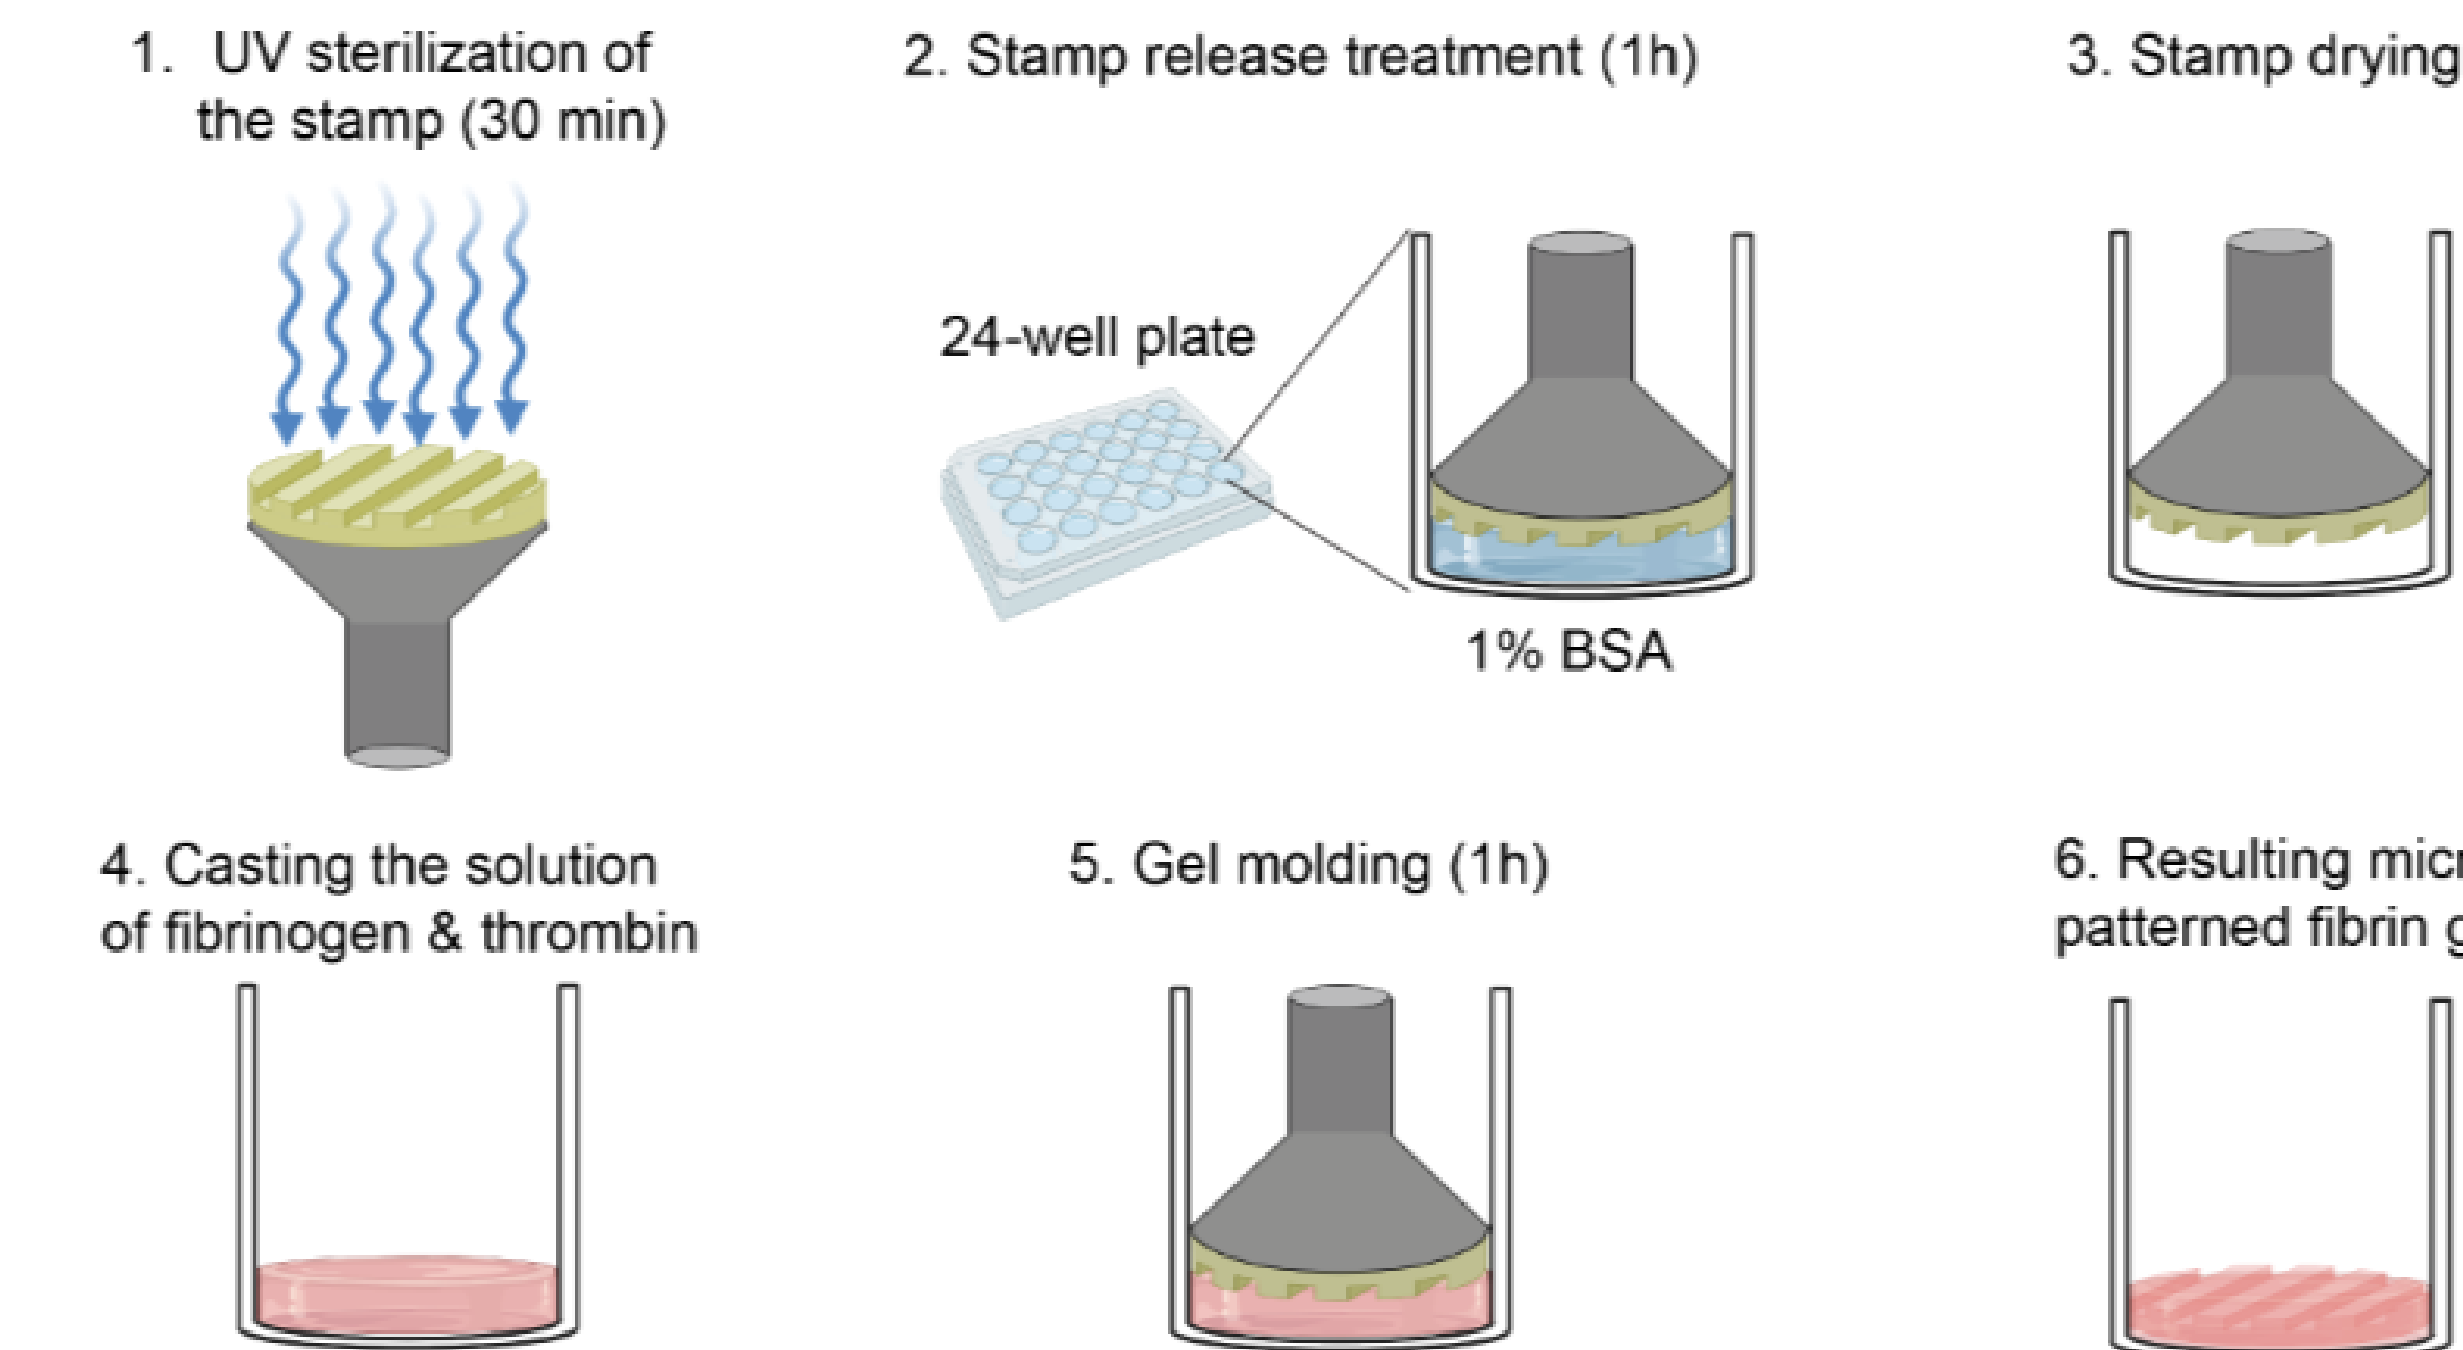 1. UV sterilization of
the stamp (30 min)
2. Stamp release treatment (1h)
3. Stamp drying
24-well plate
1% BSA
4. Casting the solution
of fibrinogen & thrombin
5. Gel molding (1h)
6. Resulting
patterned fibrin